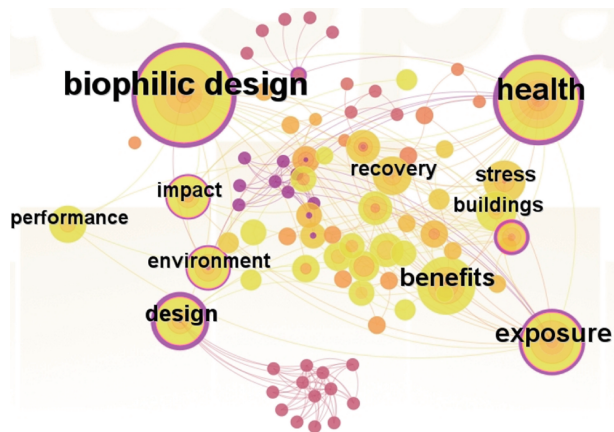 biophilic design
health
recovery
stress
impact
buildings
performance
environment
benefits
design
exposure